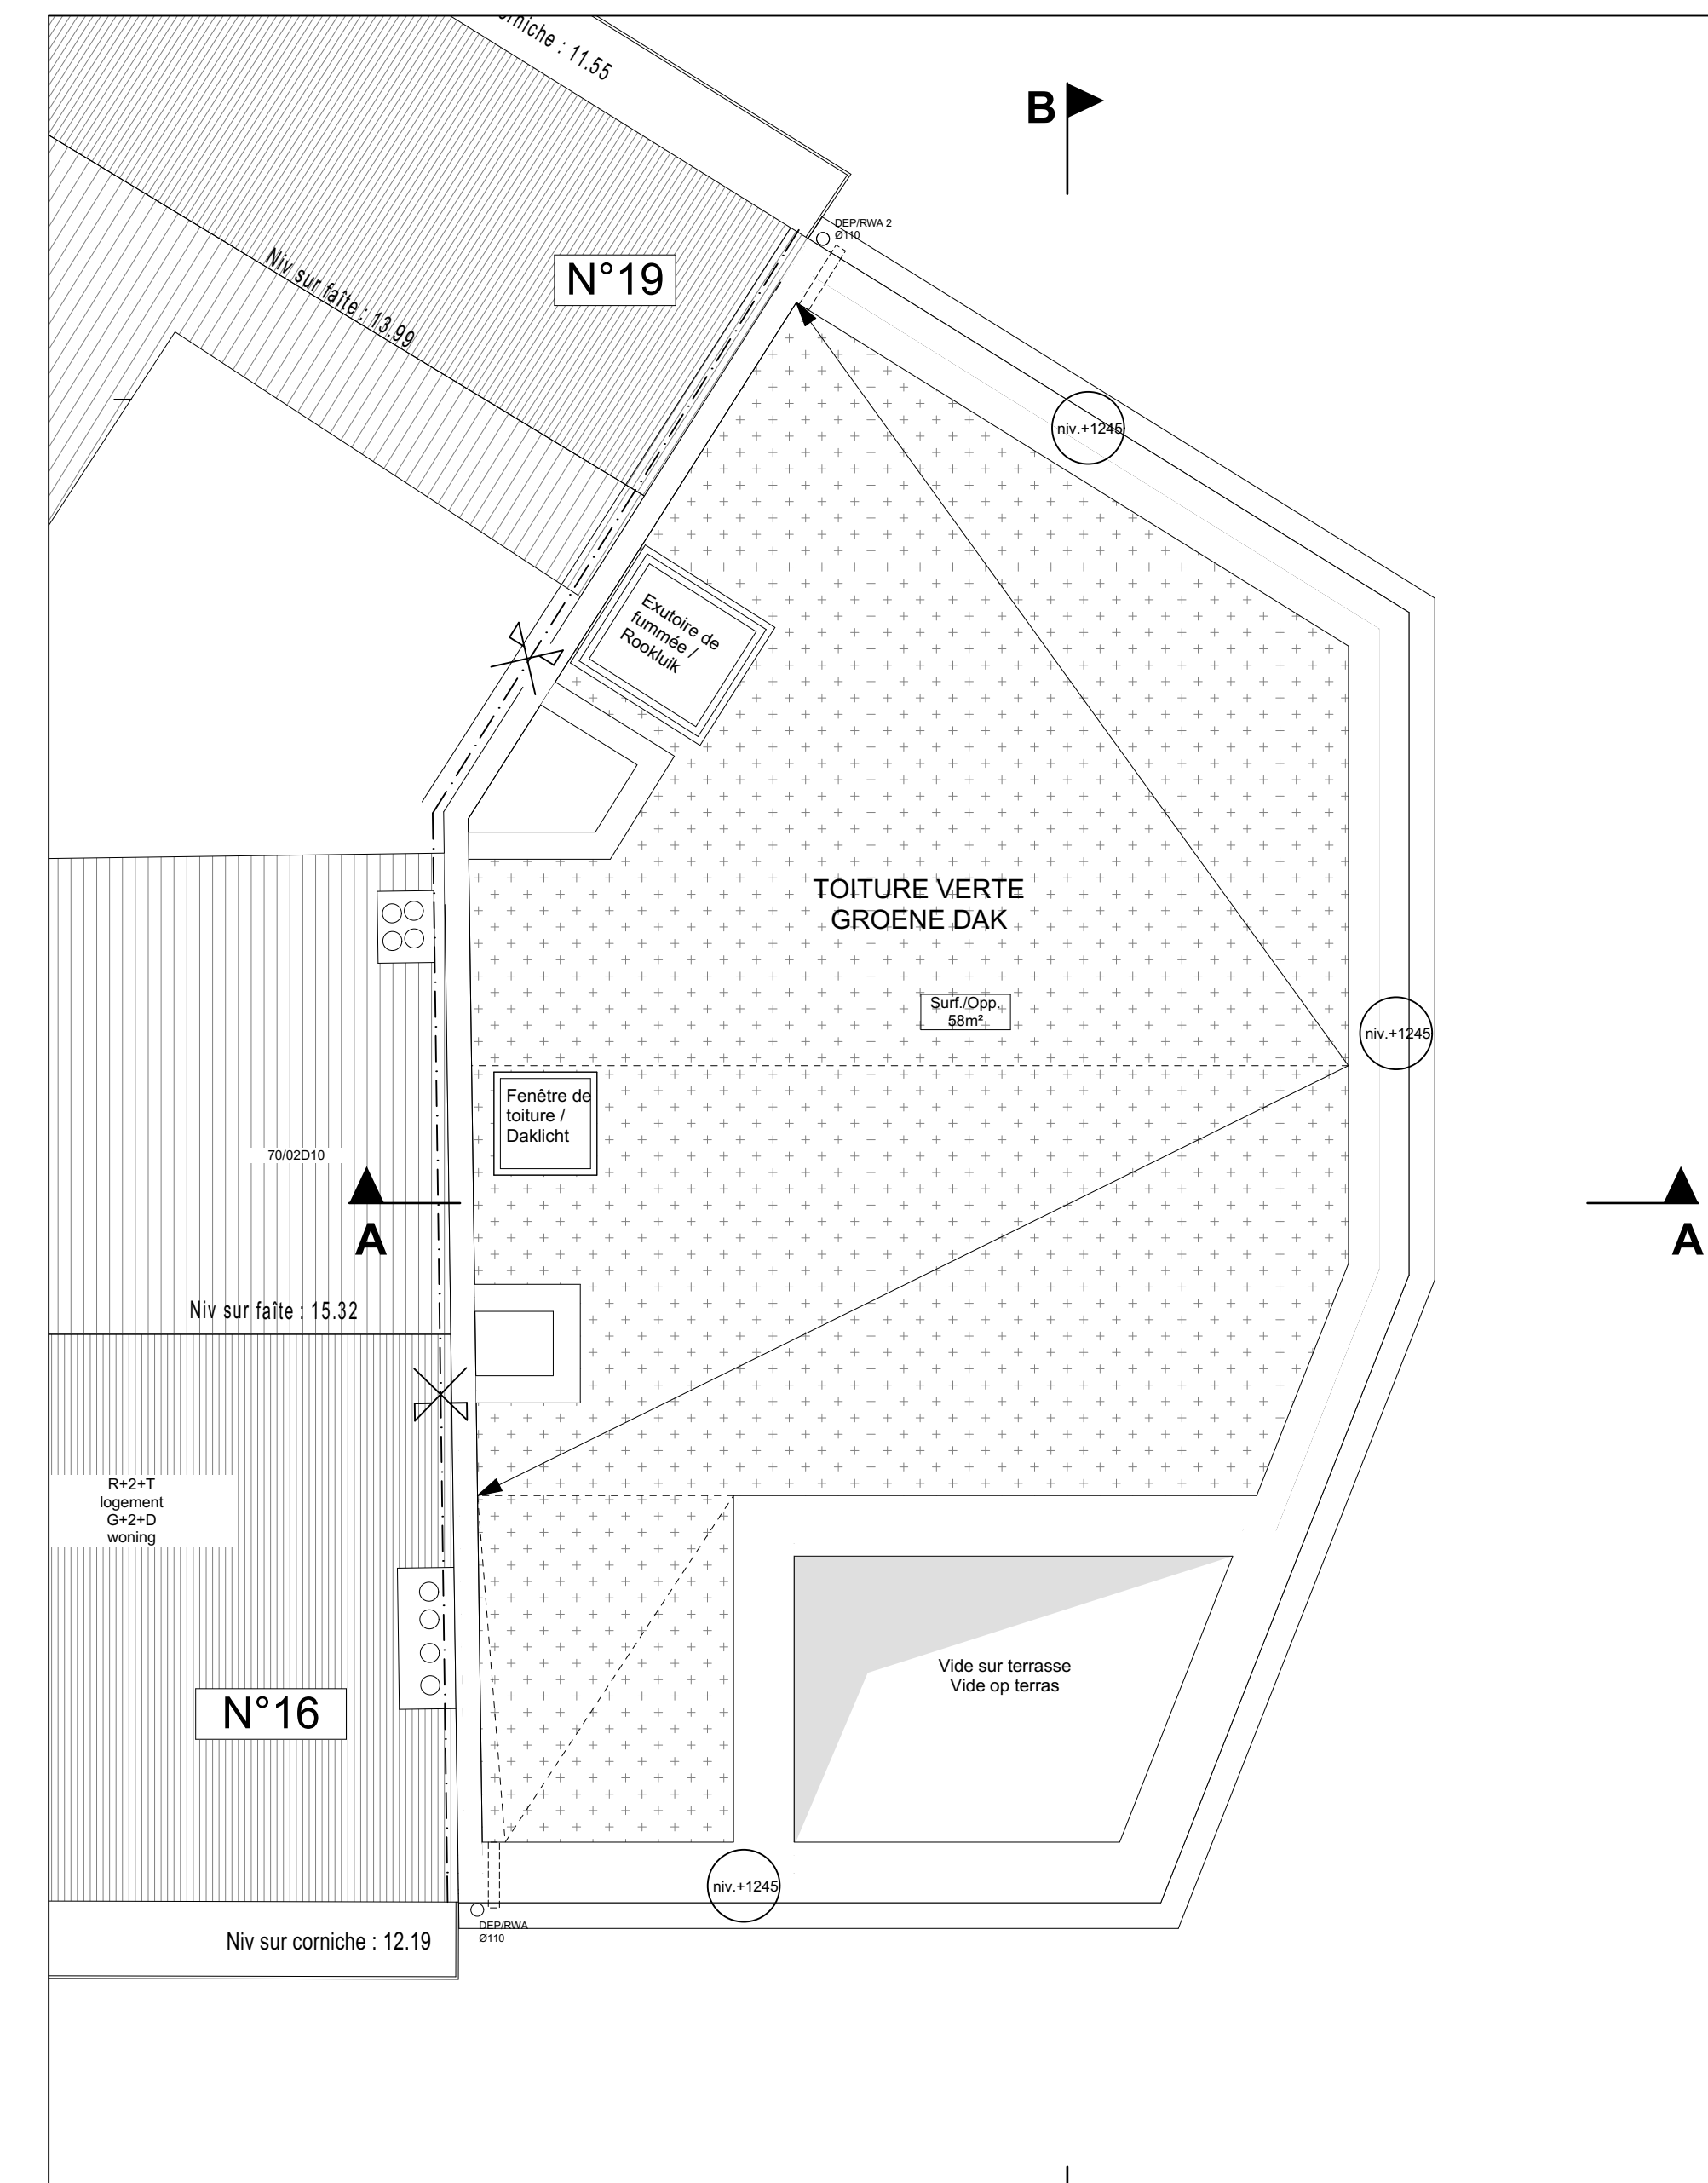 : 11.55
B
DEP/RWA 2
Ø110
N°19
Niv sur faîte : 13.99
niv.+1245
Exutoire de
fummée /
Rookluik
TOITURE VERTE
GROENE DAK
Surf./Opp.
58m²
niv.+1245
Fenêtre de
toiture /
Daklicht
70/02D10
A
A
Niv sur faîte : 15.32
R+2+T
logement
G+2+D
woning
Vide sur terrasse
Vide op terras
N°16
niv.+1245
DEP/RWA
Ø110
Niv sur corniche : 12.19